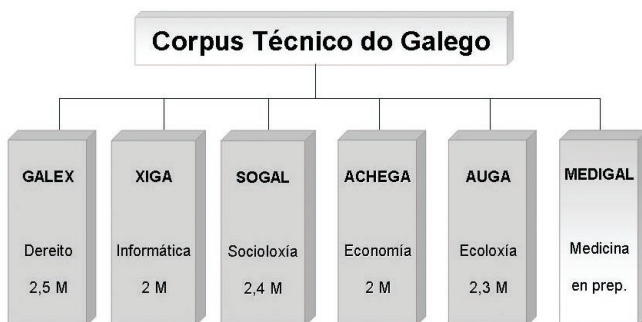 Corpus Técnico do Galego
GALEX
Dereito
2,5 M
XIGA
Informática
2 M
SOGAL
Socioloxía
2,4 M
ACHEGA
Economía
2 M
AUGA
Ecoloxía
2,3 M
MEDIGAL
Medicina
en prep.